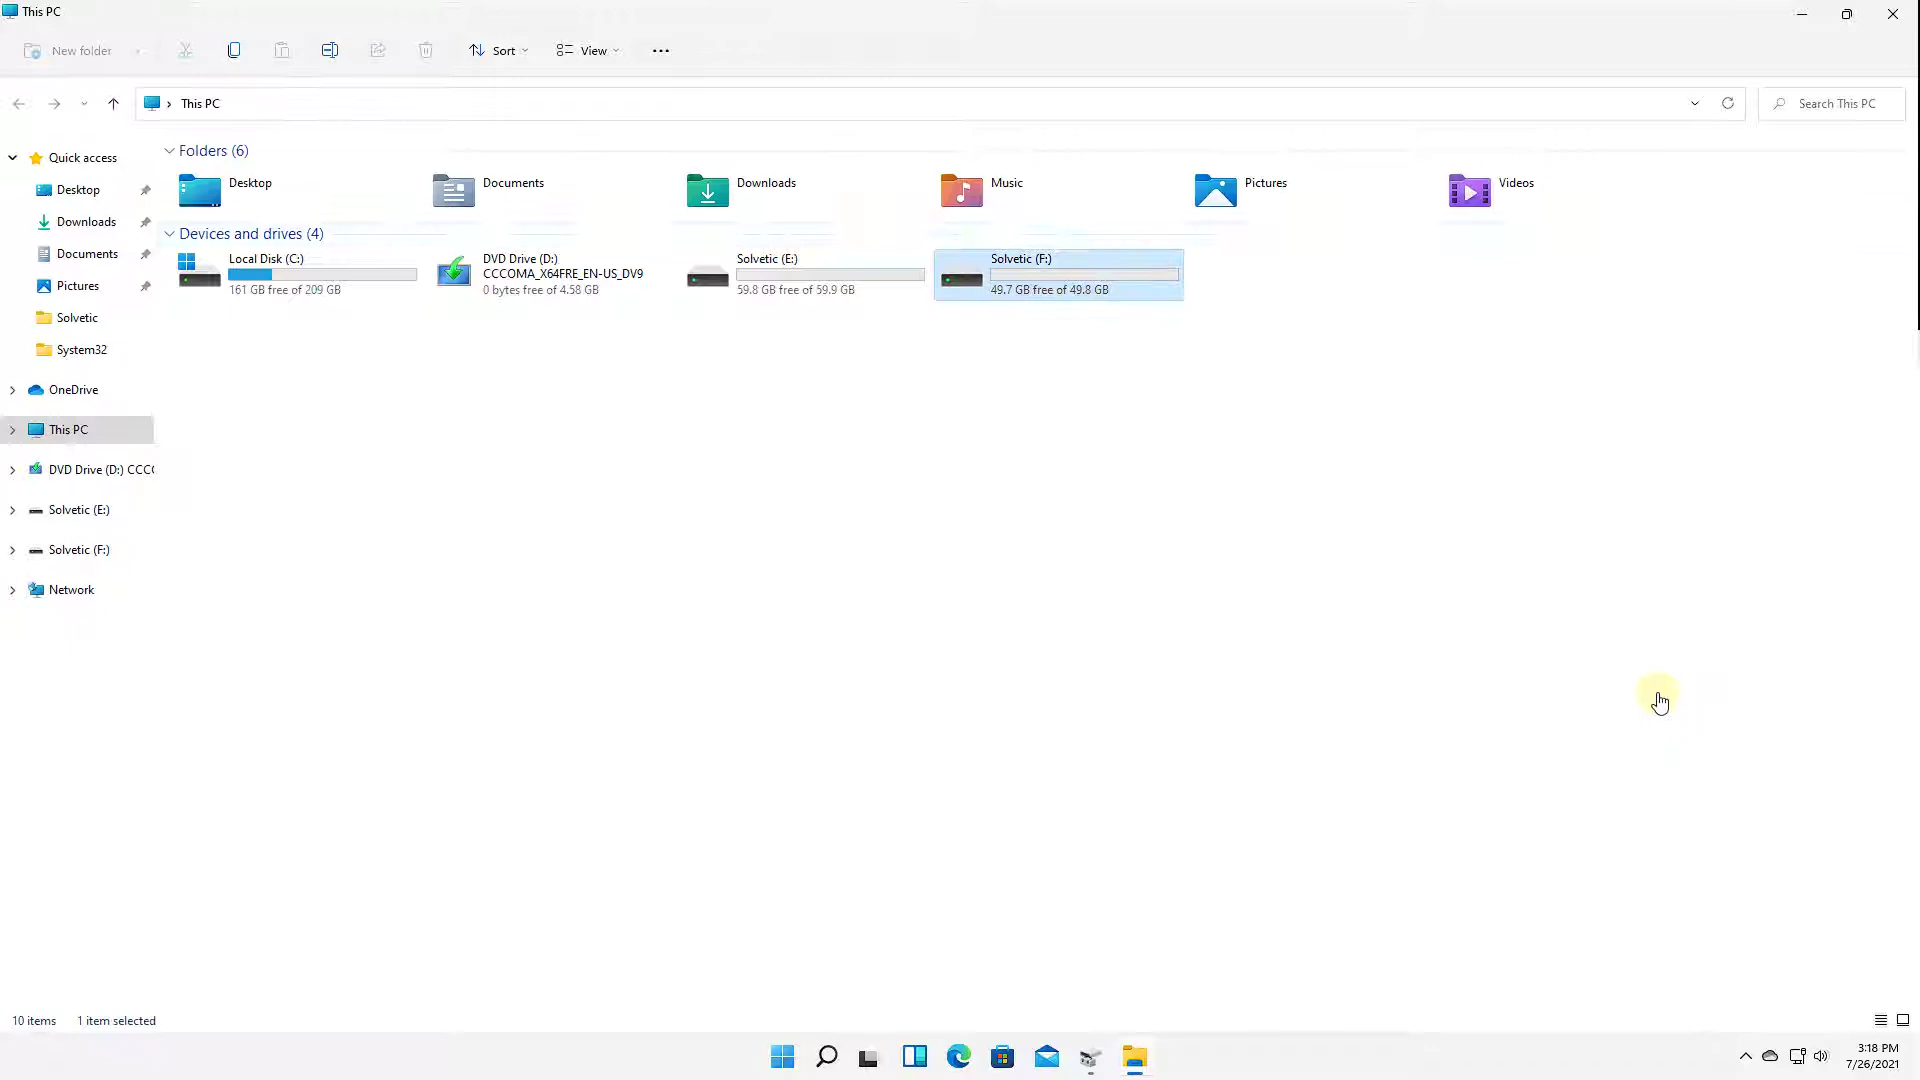 This PC
New folder
Sort
View
This PC
Search This PC
Quick access
Desktop
Downloads
Documents
Pictures
Solvetic
System32
OneDrive
This PC
DVD Drive (D:) CCC
Solvetic (E:)
Solvetic (F:)
Network
Folders (6)
Desktop
Documents
Downloads
Music
Pictures
Videos
Devices and drives (4)
Local Disk (C:)
161 GB free of 209 GB
DVD Drive (D:)
CCCOMA_X64FRE_EN-US_DV9
0 bytes free of 4.58 GB
Solvetic (E:)
59.8 GB free of 59.9 GB
Solvetic (F:)
49.7 GB free of 49.8 GB
10 items 1 item selected
3:18 PM
7/26/2021